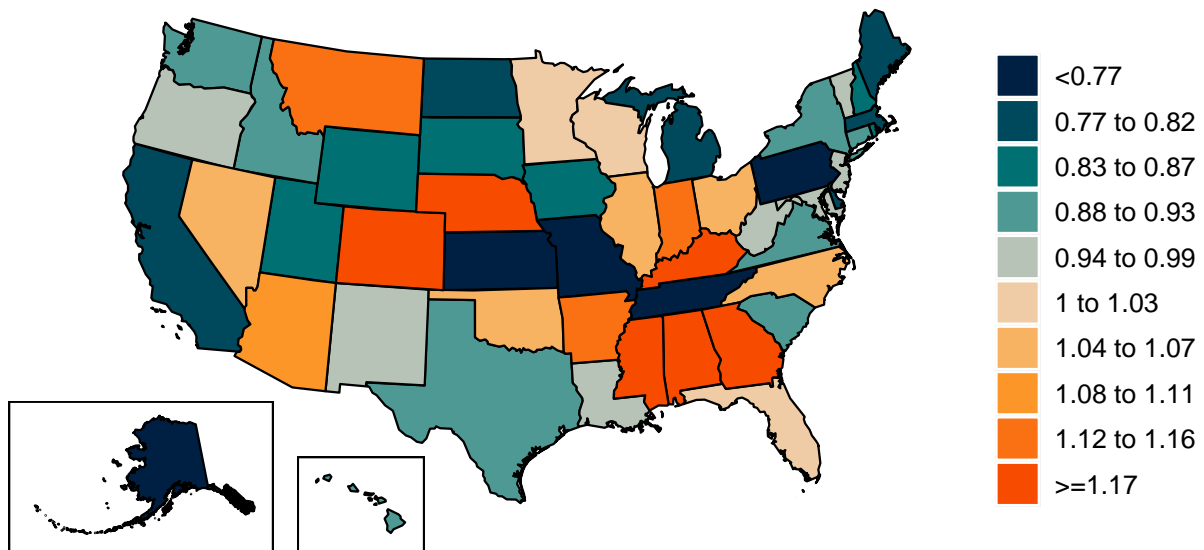 <0.77
0.77 to 0.82
0.83 to 0.87
0.88 to 0.93
0.94 to 0.99
1 to 1.03
1.04 to 1.07
1.08 to 1.11
1.12 to 1.16
>=1.17